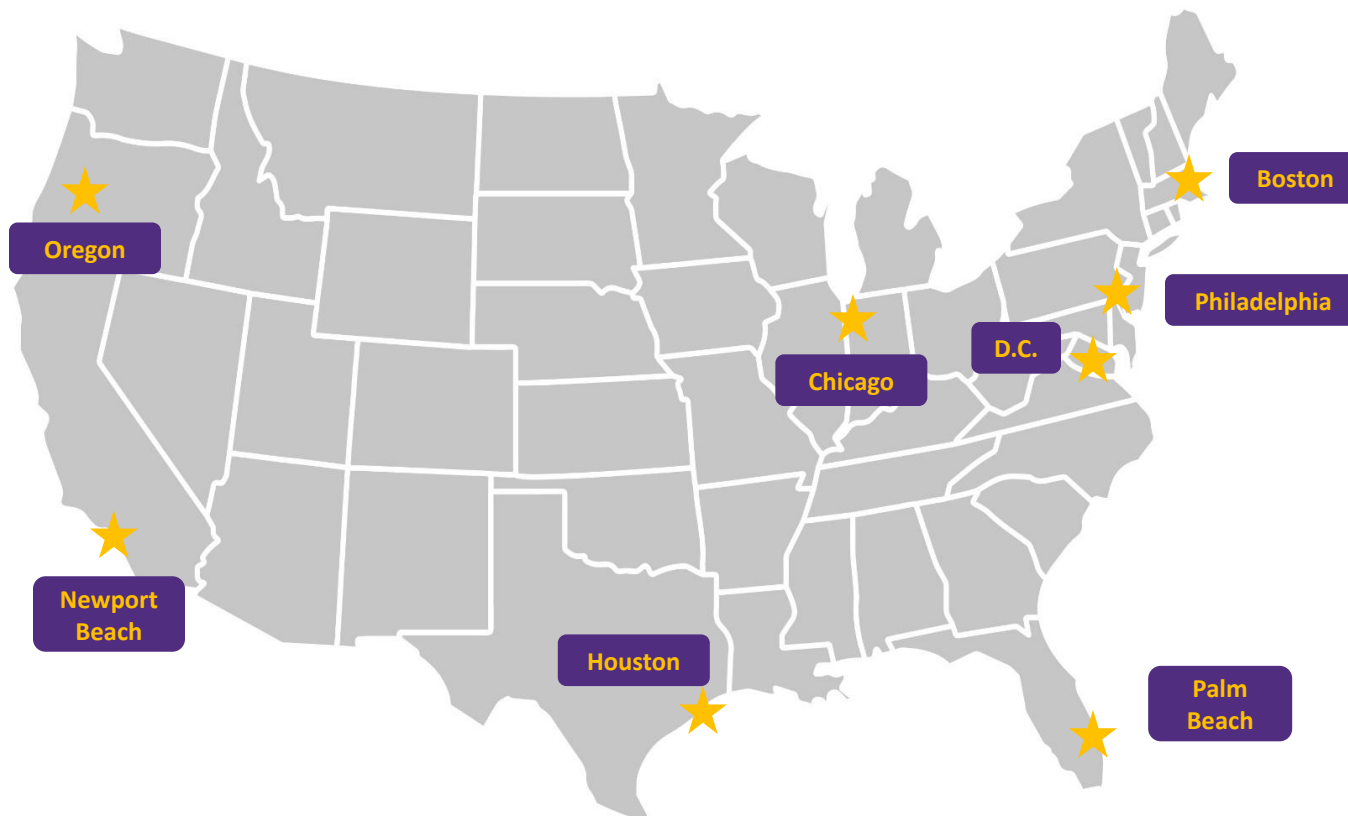 Boston
Oregon
Philadelphia
D.C.
Chicago
Newport
Beach
Houston
Palm
Beach